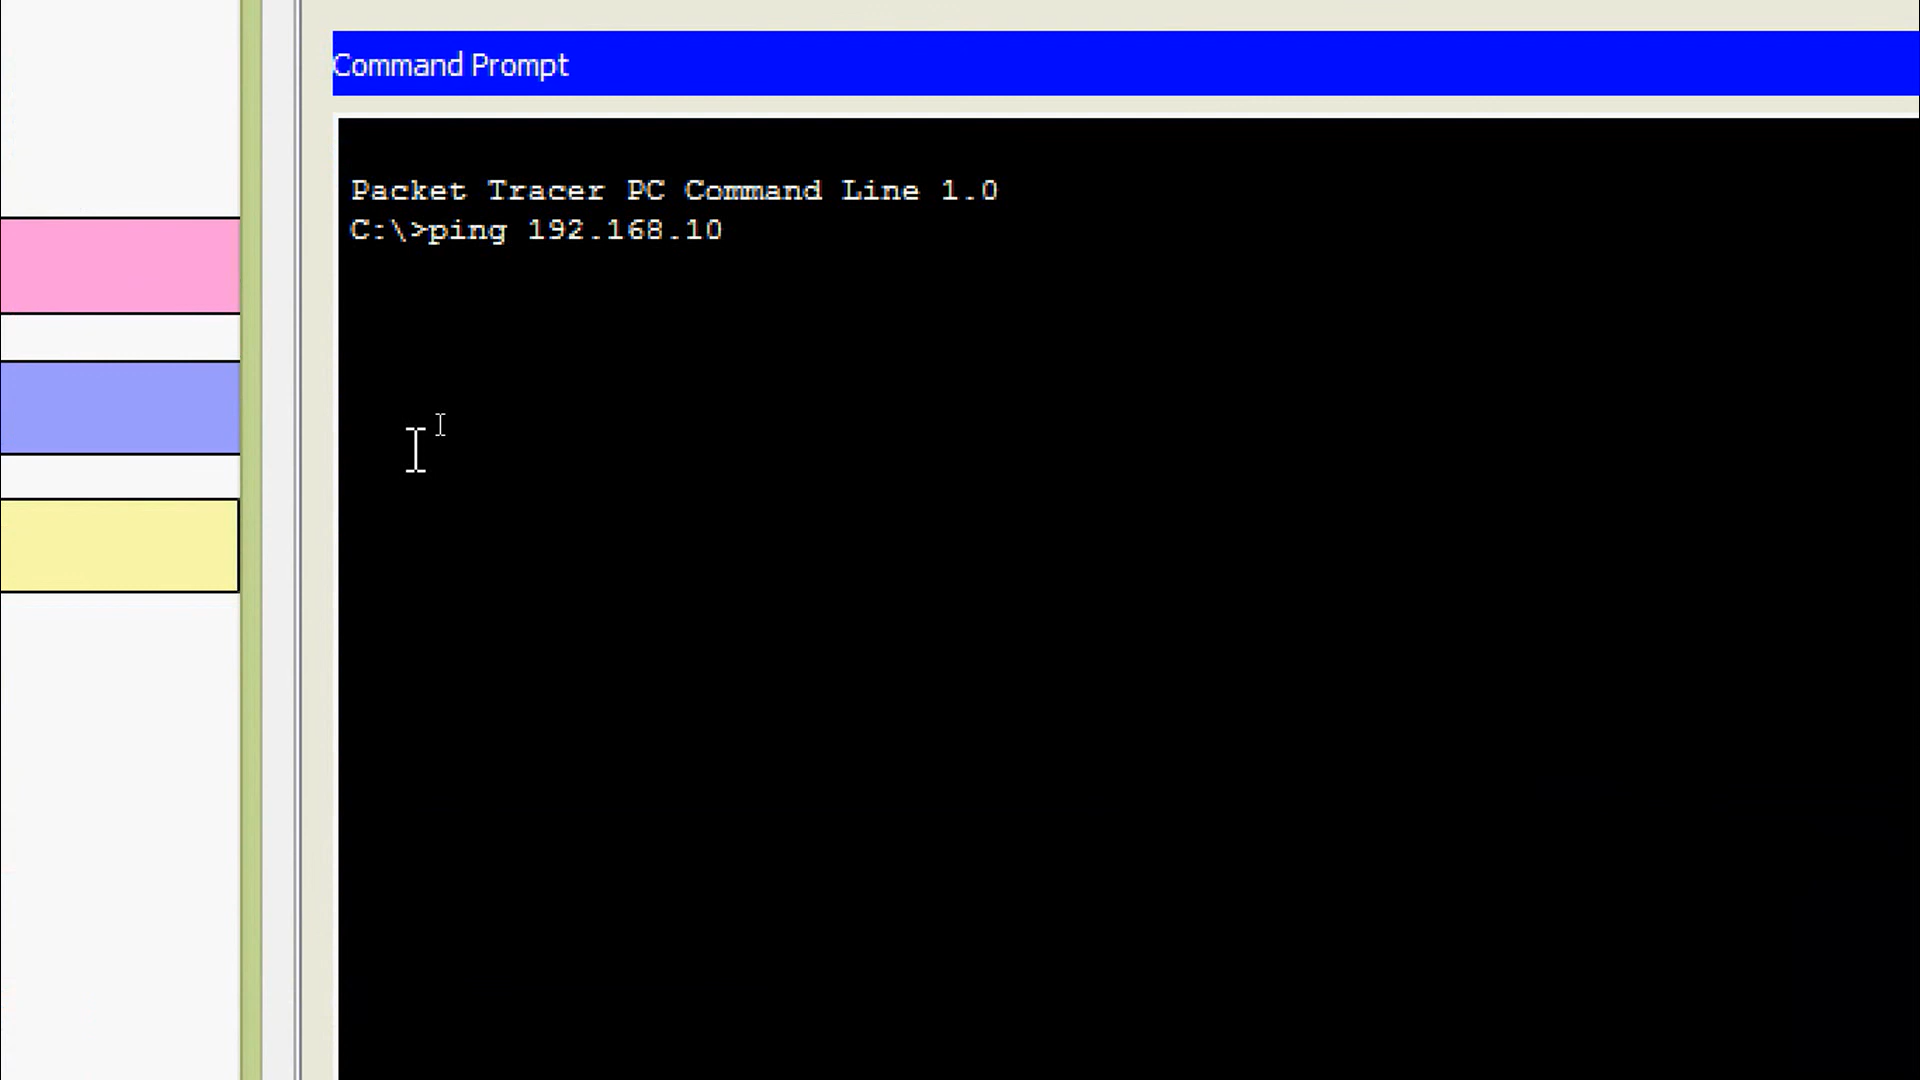 Command Prompt
Packet Tracer PC Command Line 1.0
C:\>ping 192.168.10